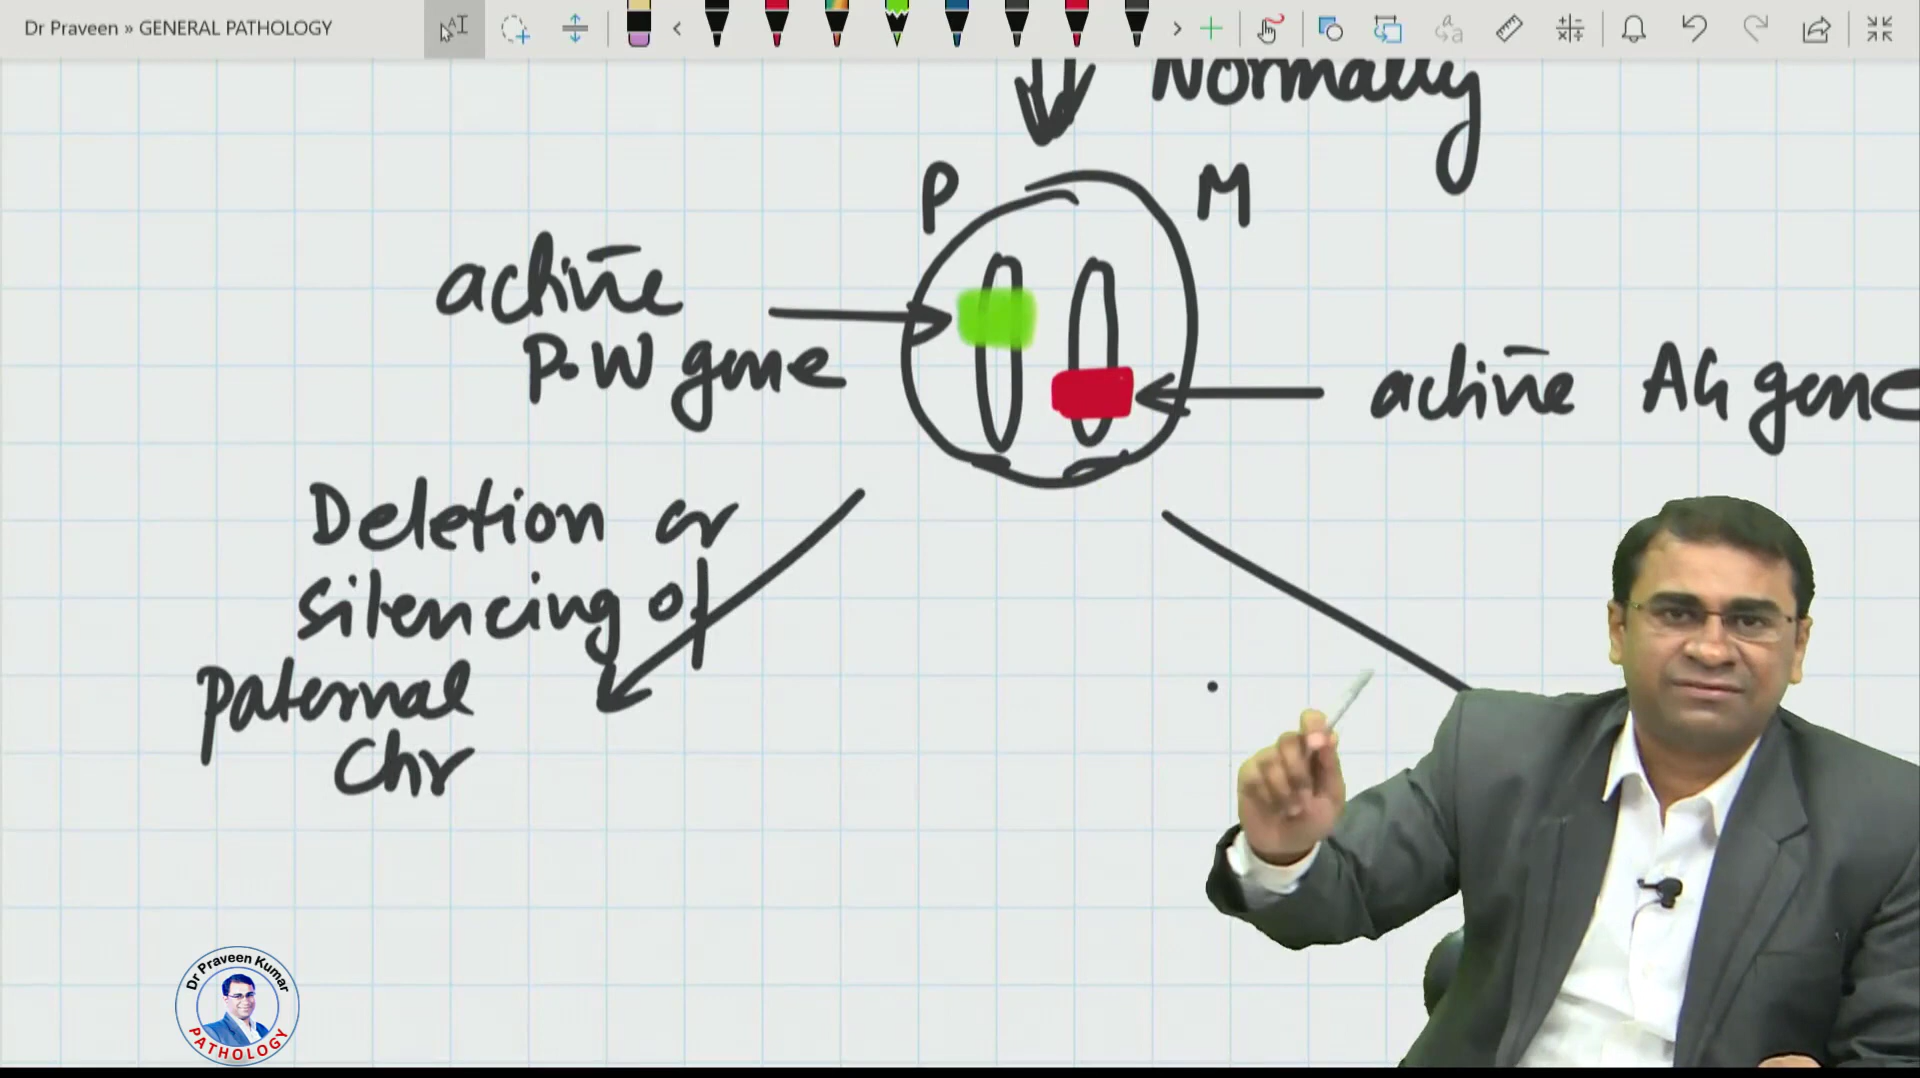 Dr Praveen » GENERAL PATHOLOGY
Normally
P M
active
P.W gene
active AG gene
Deletion or
silencing of
paternal
Chr
Dr Praveen Kumar
PATHOLOGY